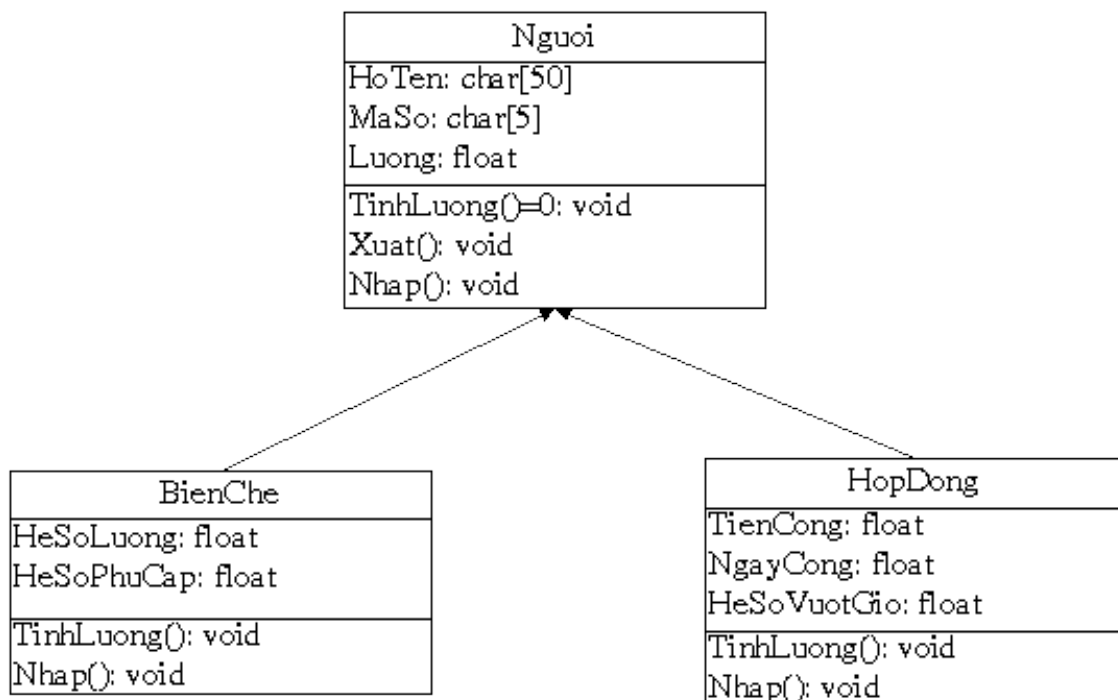 Nguoi
HoTen: char[50]
MaSo: char[5]
Luong: float
TinhLuong()=0: void
Xuat(): void
Nhap(): void
BienChe
HeSoLuong: float
HeSoPhuCap: float
TinhLuong(): void
Nhap(): void
HopDong
TienCong: float
NgayCong: float
HeSoVuotGio: float
TinhLuong(): void
Nhap(): void